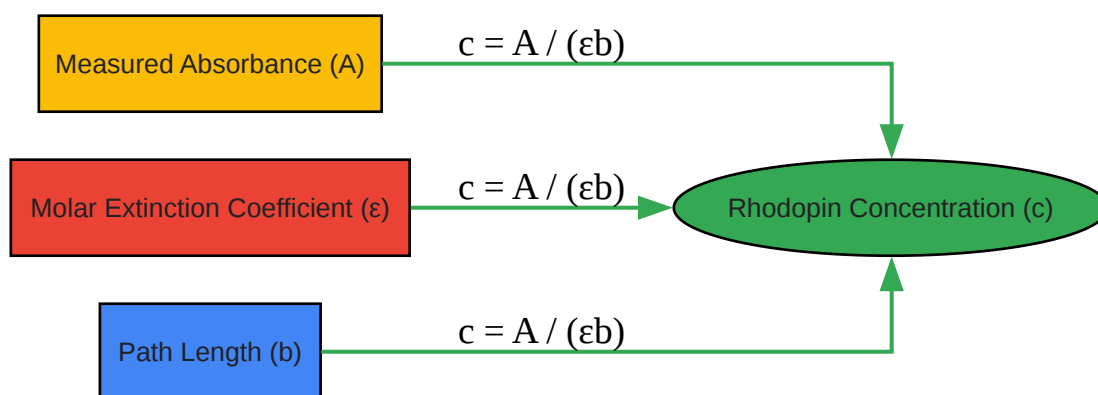 Measured Absorbance (A)
c = A / (εb)
Molar Extinction Coefficient (ε)
c = A / (εb)
Rhodopin Concentration (c)
Path Length (b)
c = A / (εb)